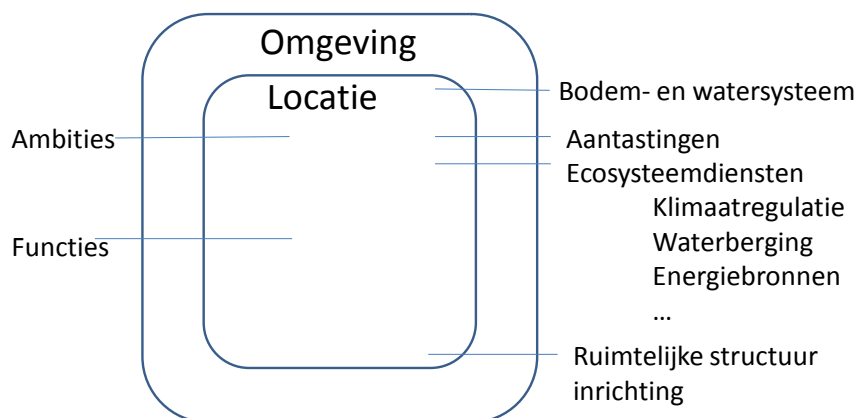 Omgeving
Locatie
Ambities
Functies
Bodem- en watersysteem
Aantastingen
Ecosysteemdiensten
Klimaatregulatie
Waterberging
Energiebronnen
…
Ruimtelijke structuur
inrichting